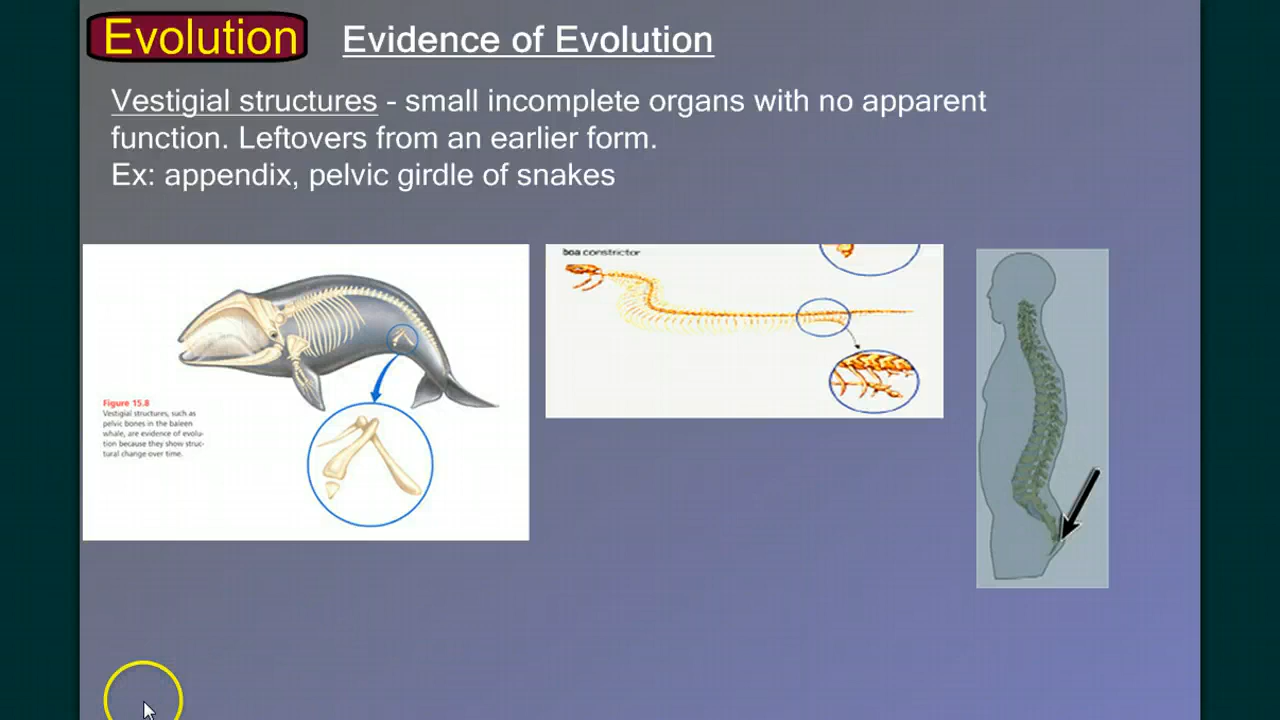 Evolution
Evidence of Evolution
Vestigial structures - small incomplete organs with no apparent
function. Leftovers from an earlier form.
Ex: appendix, pelvic girdle of snakes
boa constrictor
Figure 15.8
Vestigial structures, such as
pelvic bones in the baleen
whale, are evidence of evolu-
tion because they show struc-
tural change over time.